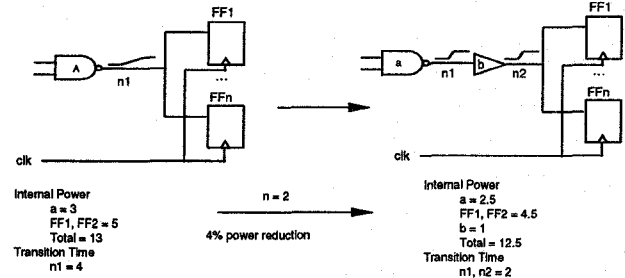 FF1
A
n1
...
FFn
clk
FF1
a
n1
b
n2
...
FFn
clk
Internal Power
a = 3
FF1, FF2 = 5
Total = 13
Transition Time
n1 = 4
n = 2
4% power reduction
Internal Power
a = 2.5
FF1, FF2 = 4.5
b = 1
Total = 12.5
Transition Time
n1, n2 = 2